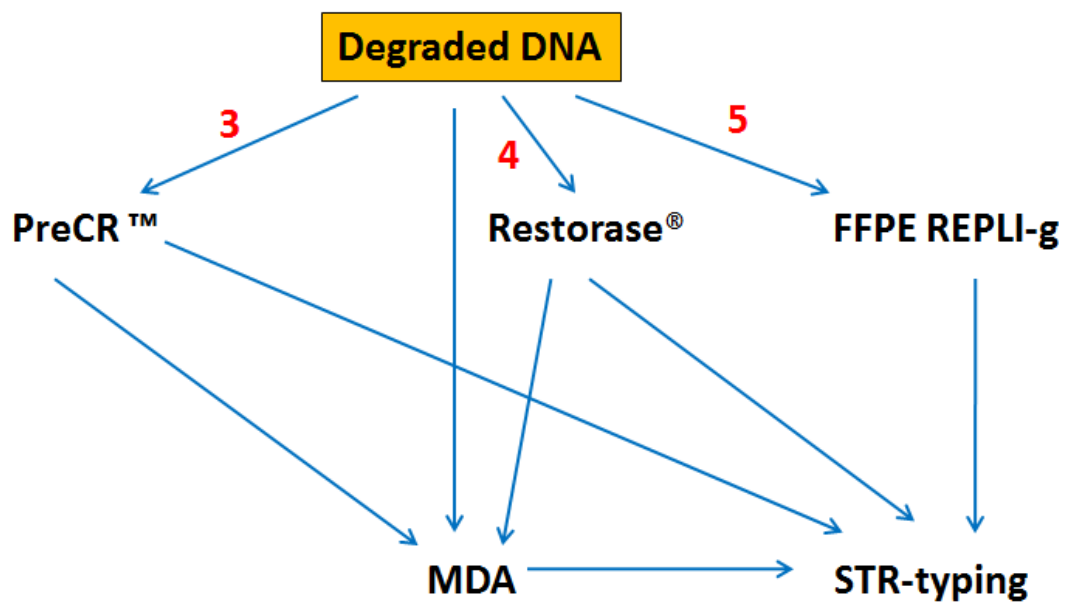 Degraded DNA
3
4
5
PreCR ™
Restorase®
FFPE REPLI-g
MDA
STR-typing